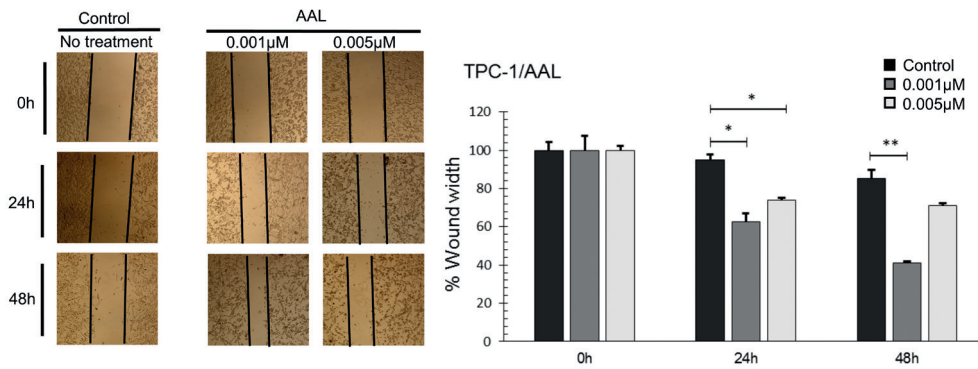 Control
No treatment
AAL
0.001µM
0.005µM
0h
24h
48h
TPC-1/AAL
Control
0.001µM
0.005µM
% Wound width
120
100
80
60
40
20
0
*
*
**
0h
24h
48h